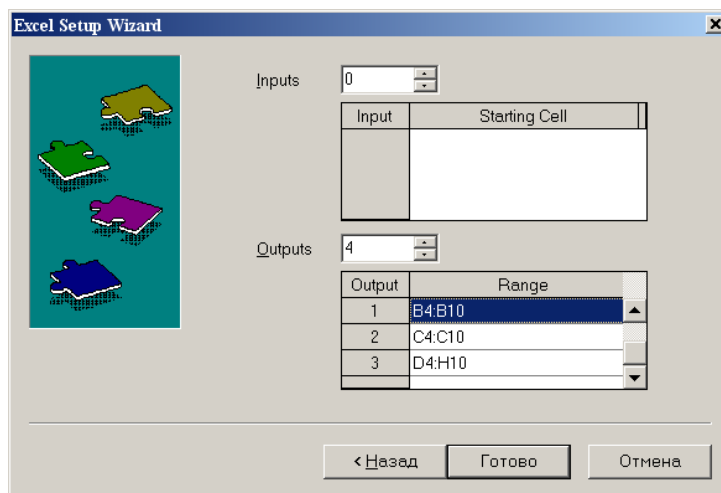 Excel Setup Wizard
Inputs 0
Input Starting Cell
Outputs 4
Output Range
1 B4:B10
2 C4:C10
3 D4:H10
< Назад Готово Отмена